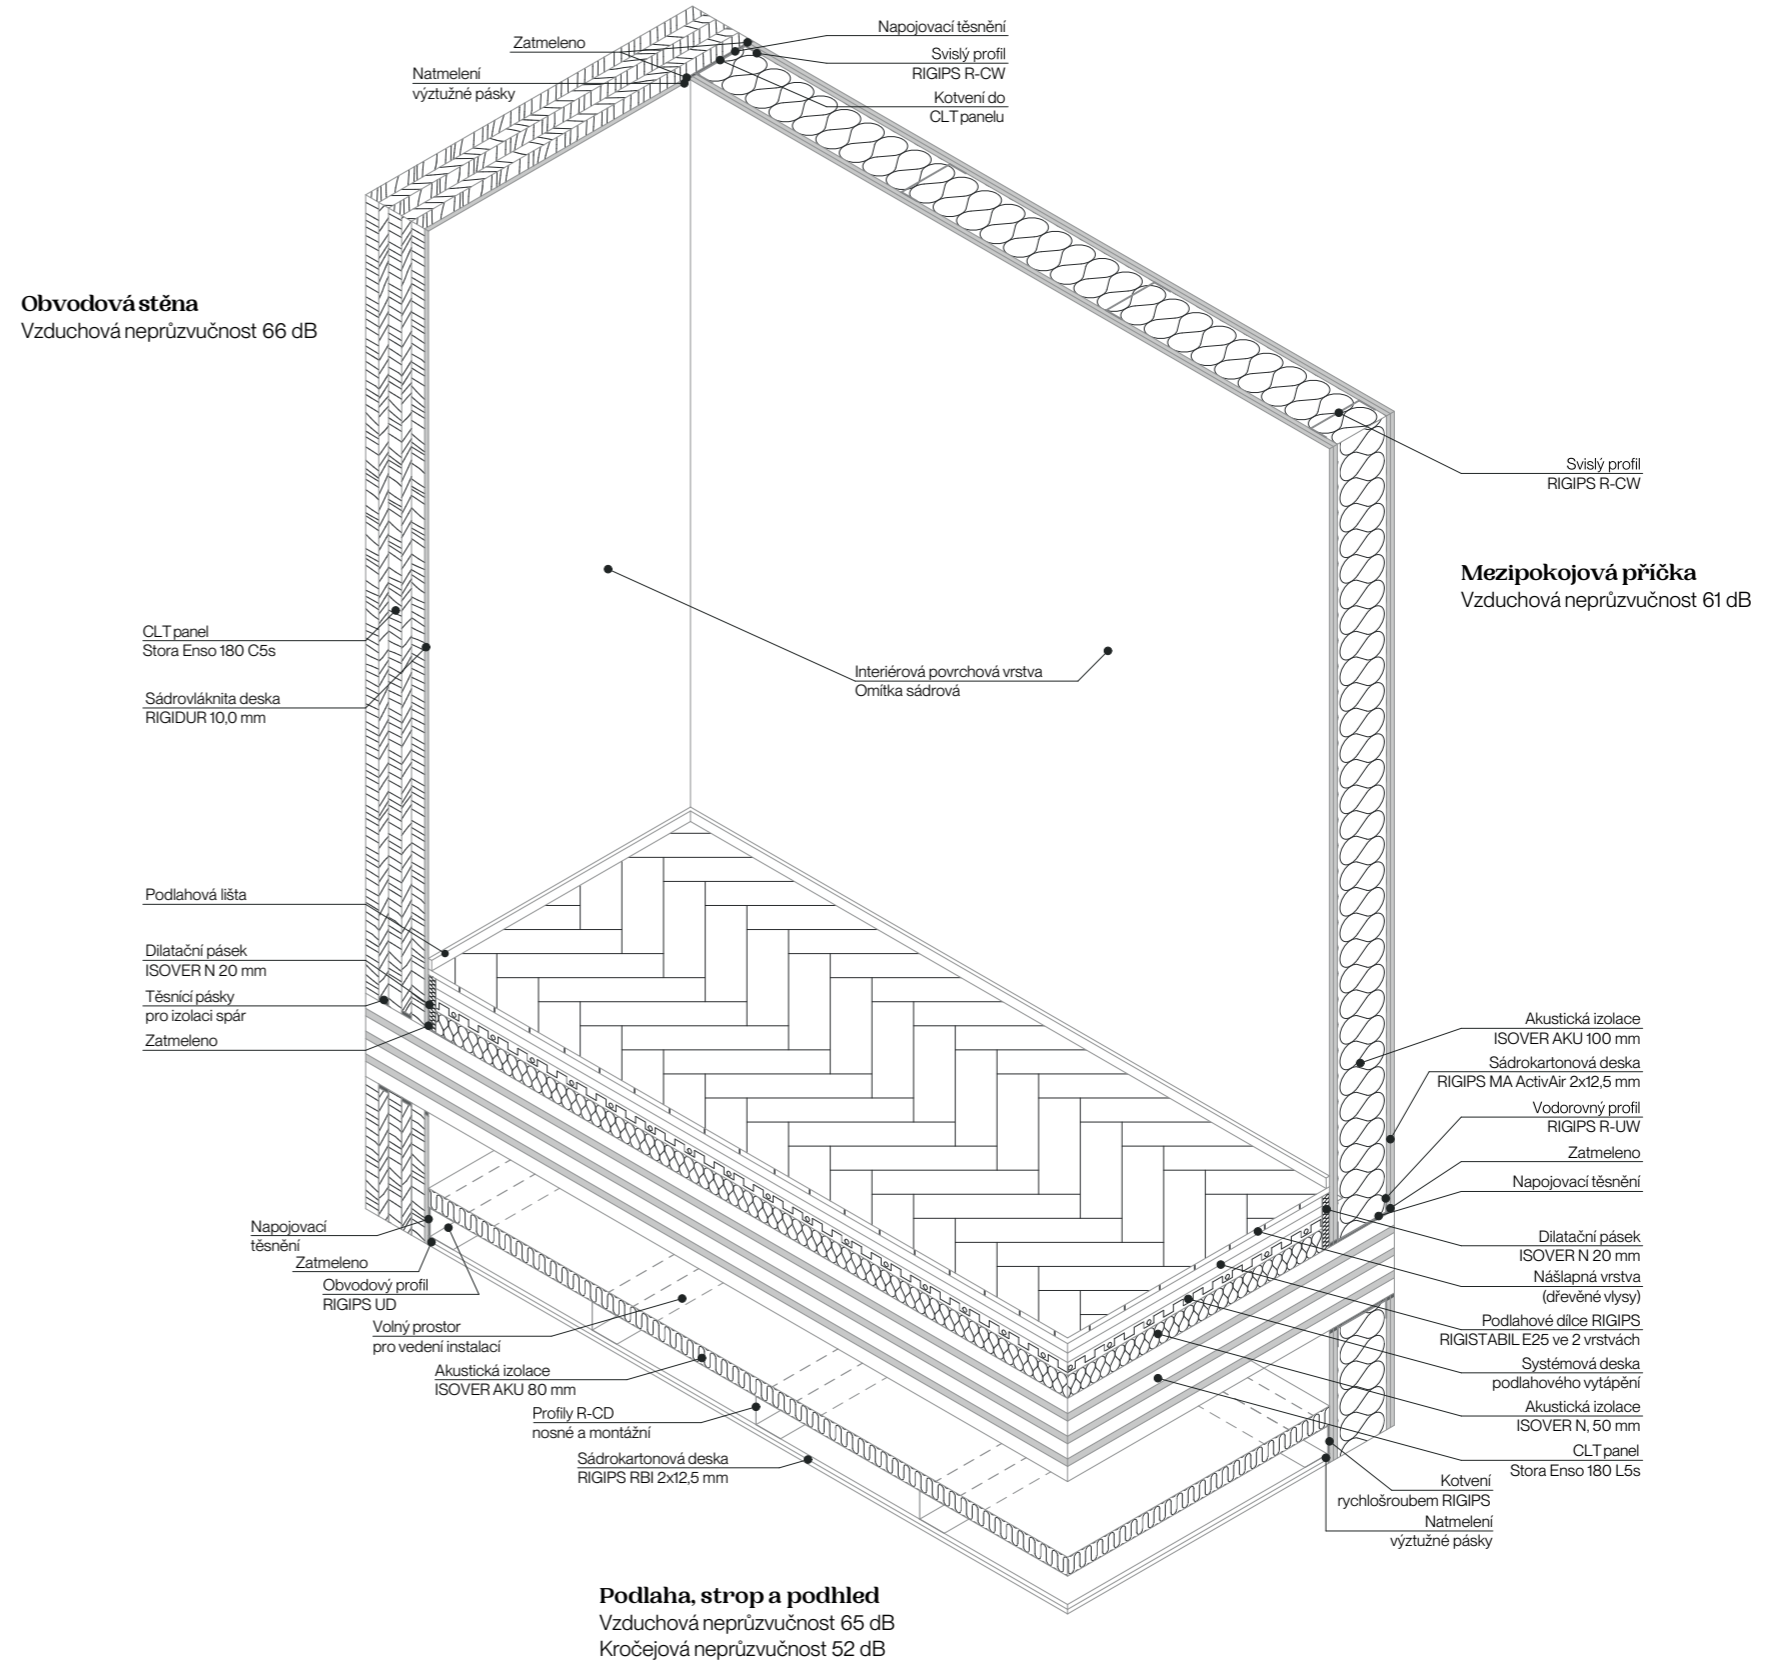 Zatmeleno
Natmelení
výztužné pásky
Napojovací těsnění
Svislý profil
RIGIPS R-CW
Kotvení do
CLT panelu
Obvodová stěna
Vzduchová neprůzvučnost 66 dB
Svislý profil
RIGIPS R-CW
Mezipokojová příčka
Vzduchová neprůzvučnost 61 dB
CLT panel
Stora Enso 180 C5s
Sádrovláknita deska
RIGIDUR 10,0 mm
Interiérová povrchová vrstva
Omítka sádrová
Podlahová lišta
Dilatační pásek
ISOVER N 20 mm
Těsnící pásky
pro izolaci spár
Zatmeleno
Akustická izolace
ISOVER AKU 100 mm
Sádrokartonová deska
RIGIPS MA ActivAir 2x12,5 mm
Vodorovný profil
RIGIPS R-UW
Zatmeleno
Napojovací těsnění
Dilatační pásek
ISOVER N 20 mm
Nášlapná vrstva
(dřevěné vlysy)
Podlahové dílce RIGIPS
RIGISTABIL E25 ve 2 vrstvách
Systémová deska
podlahového vytápění
Akustická izolace
ISOVER N, 50 mm
CLT panel
Stora Enso 180 L5s
Kotvení
rychlošroubem RIGIPS
Natmelení
výztužné pásky
Napojovací
těsnění
Zatmeleno
Obvodový profil
RIGIPS UD
Volný prostor
pro vedení instalací
Akustická izolace
ISOVER AKU 80 mm
Profily R-CD
nosné a montážní
Sádrokartonová deska
RIGIPS RBI 2x12,5 mm
Podlaha, strop a podhled
Vzduchová neprůzvučnost 65 dB
Kročejová neprůzvučnost 52 dB